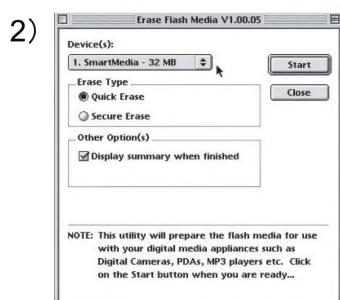 2)
Erase Flash Media V1.00.05
Device(s):
1. SmartMedia - 32 MB
Start
Erase Type
Quick Erase
Close
Secure Erase
Other Option(s)
Display summary when finished
NOTE: This utility will prepare the flash media for use
with your digital media appliances such as
Digital Cameras, PDAs, MP3 players etc. Click
on the Start button when you are ready...